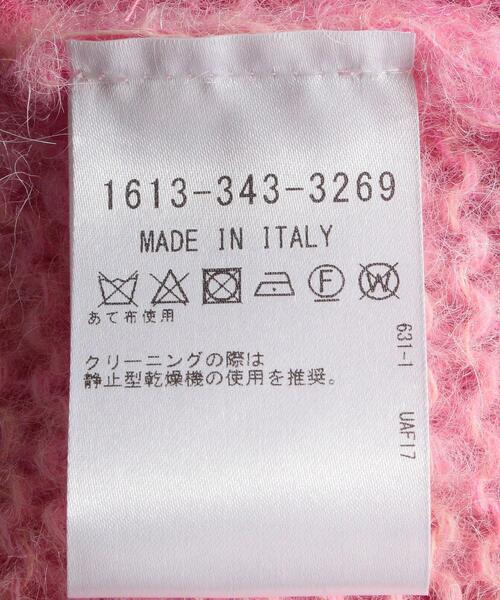 1613-343-3269
MADE IN ITALY
F W
あて布使用
クリーニングの際は
静止型乾燥機の使用を推奨。
631-1 UAF17